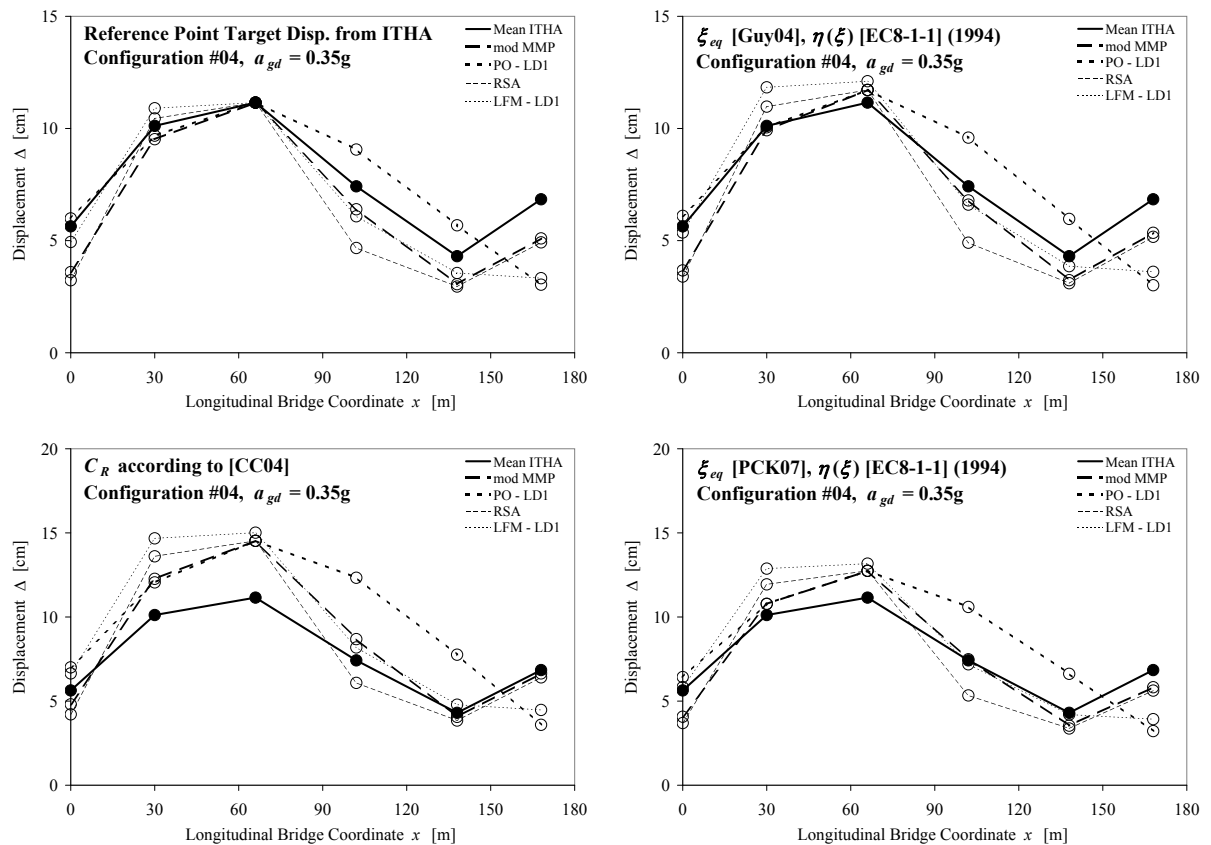 Reference Point Target Disp. from ITHA
Configuration #04, a gd = 0.35g
Mean ITHA
mod MMP
PO - LD1
RSA
LFM - LD1
15
10
5
0
Displacement Δ [cm]
0 30 60 90 120 150 180
Longitudinal Bridge Coordinate x [m]
ξ eq [Guy04], η(ξ) [EC8-1-1] (1994)
Configuration #04, a gd = 0.35g
Mean ITHA
mod MMP
PO - LD1
RSA
LFM - LD1
15
10
5
0
Displacement Δ [cm]
0 30 60 90 120 150 180
Longitudinal Bridge Coordinate x [m]
C R according to [CC04]
Configuration #04, a gd = 0.35g
Mean ITHA
mod MMP
PO - LD1
RSA
LFM - LD1
20
15
10
5
0
Displacement Δ [cm]
0 30 60 90 120 150 180
Longitudinal Bridge Coordinate x [m]
ξ eq [PCK07], η(ξ) [EC8-1-1] (1994)
Configuration #04, a gd = 0.35g
Mean ITHA
mod MMP
PO - LD1
RSA
LFM - LD1
20
15
10
5
0
Displacement Δ [cm]
0 30 60 90 120 150 180
Longitudinal Bridge Coordinate x [m]